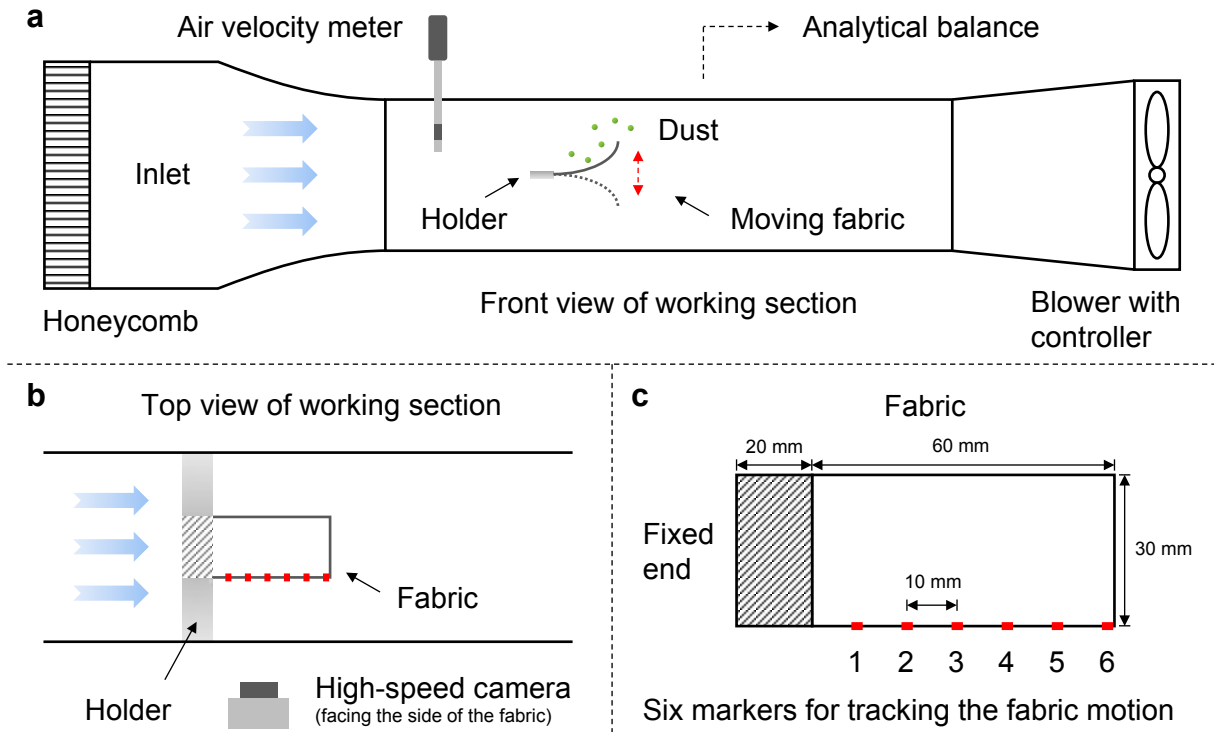 a
Air velocity meter
Analytical balance
Dust
Inlet
Holder
Moving fabric
Honeycomb
Front view of working section
Blower with
controller
b
Top view of working section
Fabric
Holder
High-speed camera
(facing the side of the fabric)
c
Fabric
20 mm
60 mm
Fixed
end
30 mm
10 mm
1 2 3 4 5 6
Six markers for tracking the fabric motion